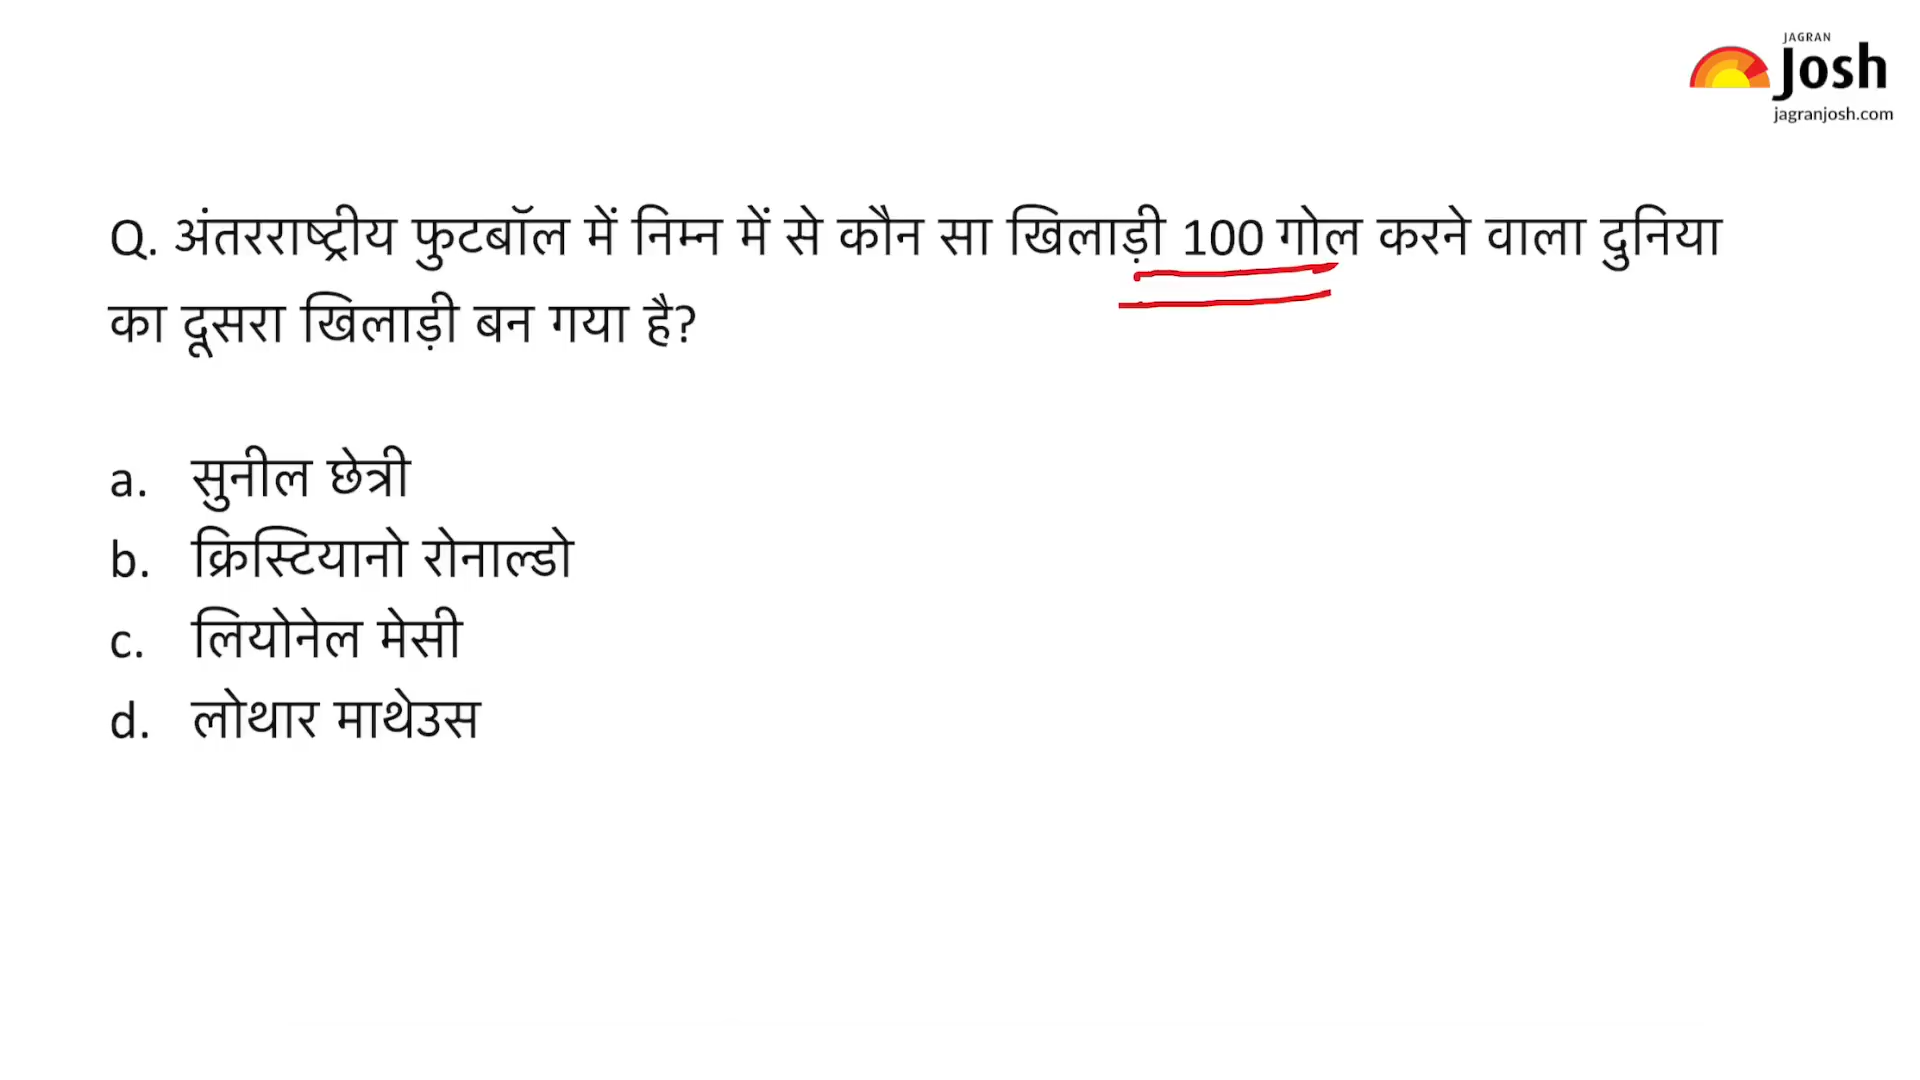 JAGRAN
Josh
jagranjosh.com
Q. अंतरराष्ट्रीय फुटबॉल में निम्न में से कौन सा खिलाड़ी 100 गोल करने वाला दुनिया
का दूसरा खिलाड़ी बन गया है?
a. सुनील छेत्री
b. क्रिस्टियानो रोनाल्डो
c. लियोनेल मेसी
d. लोथार माथेउस